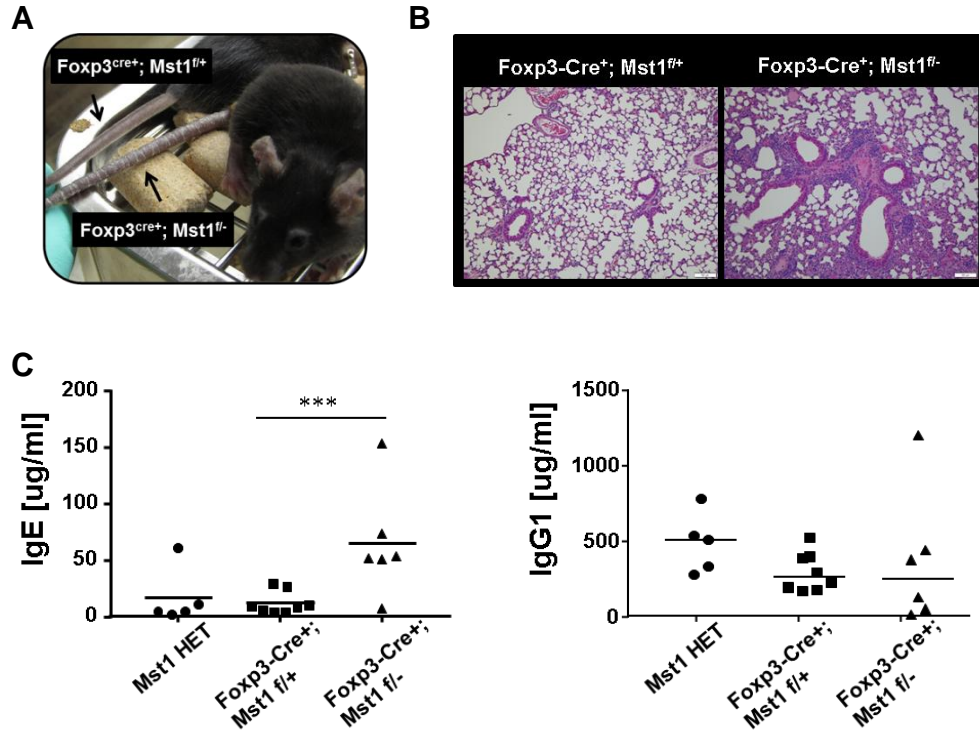 A
Foxp3cre+; Mst1f/+
Foxp3cre+; Mst1f/-
B
Foxp3-Cre+; Mst1f/+
Foxp3-Cre+; Mst1f/-
C
IgE [ug/ml]
200
150
100
50
0
***
Mst1 HET
Foxp3-Cre+;
Mst1 f/+
Foxp3-Cre+;
Mst1 f/-
IgG1 [ug/ml]
1500
1000
500
0
Mst1 HET
Foxp3-Cre+;
Mst1 f/+
Foxp3-Cre+;
Mst1 f/-